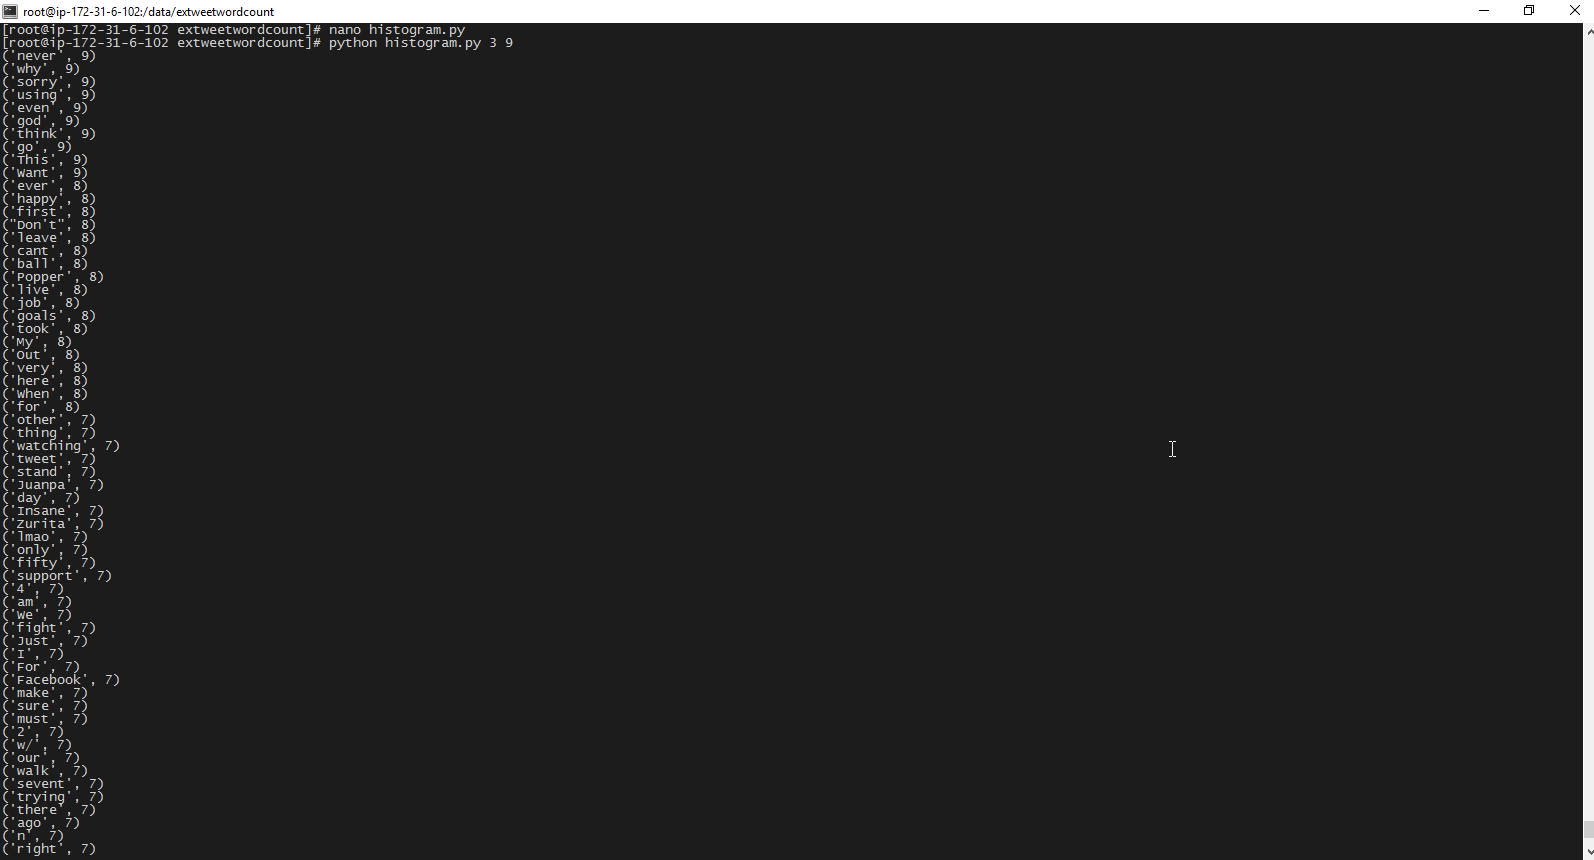 root@ip-172-31-6-102:/data/extweetwordcount
[root@ip-172-31-6-102 extweetwordcount]# nano histogram.py
[root@ip-172-31-6-102 extweetwordcount]# python histogram.py 3 9
('never', 9)
('why', 9)
('sorry', 9)
('using', 9)
('even', 9)
('god', 9)
('think', 9)
('go', 9)
('This', 9)
('Want', 9)
('ever', 8)
('happy', 8)
('first', 8)
("Don't", 8)
('leave', 8)
('cant', 8)
('ball', 8)
('Popper', 8)
('live', 8)
('job', 8)
('goals', 8)
('took', 8)
('My', 8)
('Out', 8)
('very', 8)
('here', 8)
('When', 8)
('for', 8)
('other', 7)
('thing', 7)
('watching', 7)
('tweet', 7)
('stand', 7)
('Juanpa', 7)
('day', 7)
('Insane', 7)
('Zurita', 7)
('lmao', 7)
('only', 7)
('fifty', 7)
('support', 7)
('4', 7)
('am', 7)
('We', 7)
('fight', 7)
('Just', 7)
('I', 7)
('For', 7)
('Facebook', 7)
('make', 7)
('sure', 7)
('must', 7)
('2', 7)
('w/', 7)
('our', 7)
('walk', 7)
('sevent', 7)
('trying', 7)
('there', 7)
('ago', 7)
('n', 7)
('right', 7)